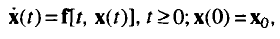 ẋ(t) = f[t, x(t)], t ≥ 0; x(0) = x₀,